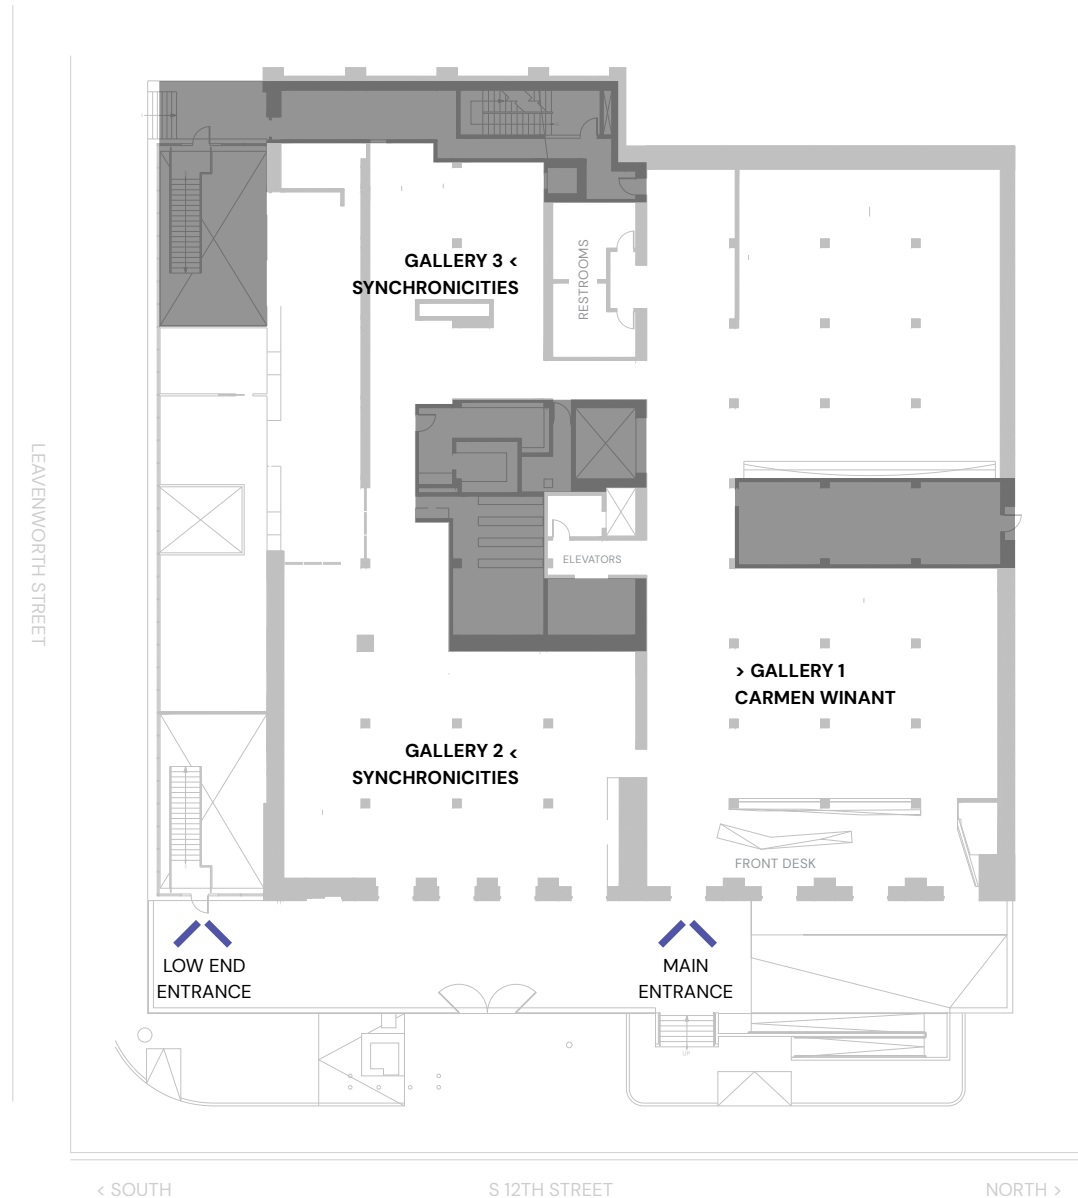 GALLERY 3 <
SYNCHRONICITIES
RESTROOMS
LEAVENWORTH STREET
ELEVATORS
> GALLERY 1
CARMEN WINANT
GALLERY 2 <
SYNCHRONICITIES
FRONT DESK
LOW END
ENTRANCE
MAIN
ENTRANCE
UP
< SOUTH
S 12TH STREET
NORTH >